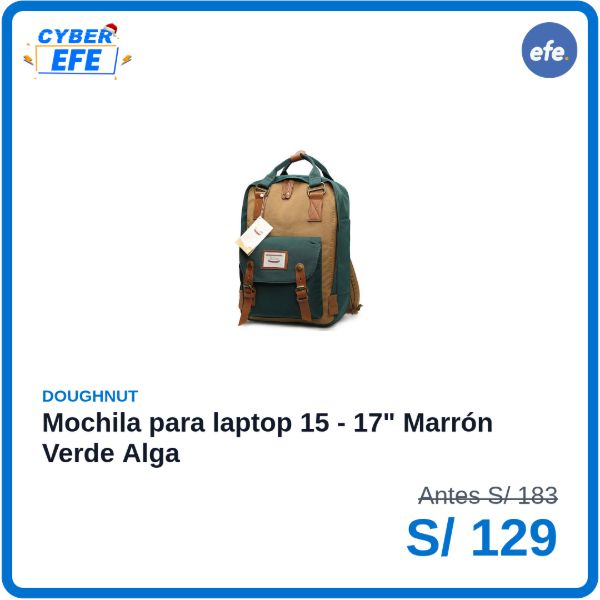 CYBER
EFE
efe.
DOUGHNUT
Mochila para laptop 15 - 17" Marrón
Verde Alga
Antes S/ 183
S/ 129